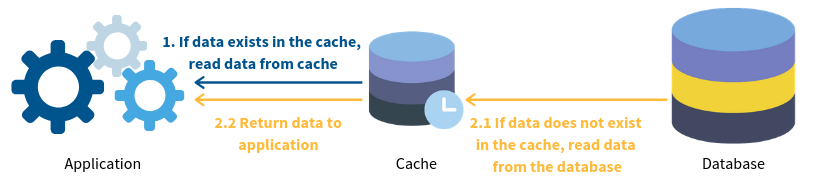 1. If data exists in the cache,
read data from cache
2.2 Return data to
application
2.1 If data does not exist
in the cache, read data
from the database
Application
Cache
Database